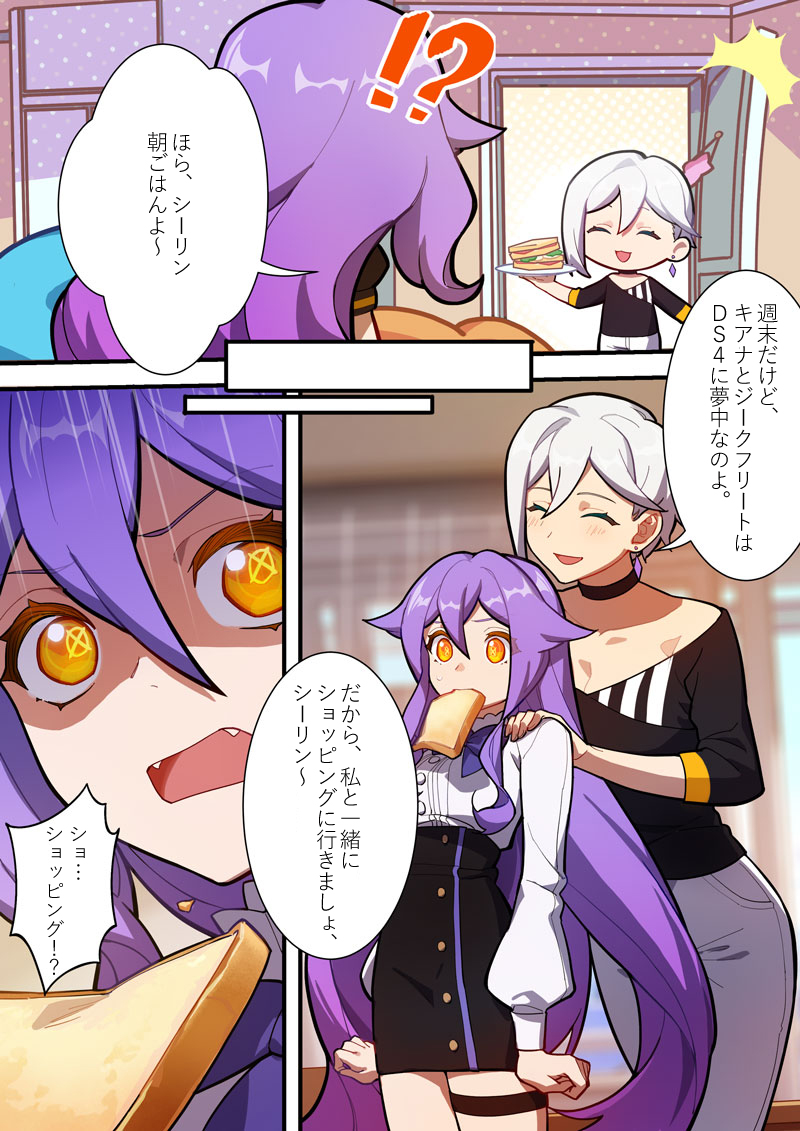 !?
ほら、シーリン
朝ごはんよ～
週末だけど、
キアナとジークフリートは
DS4に夢中なのよ。
だから、私と一緒に
ショッピングに行きましょ、
シーリン～
ショ…
ショッピング!?